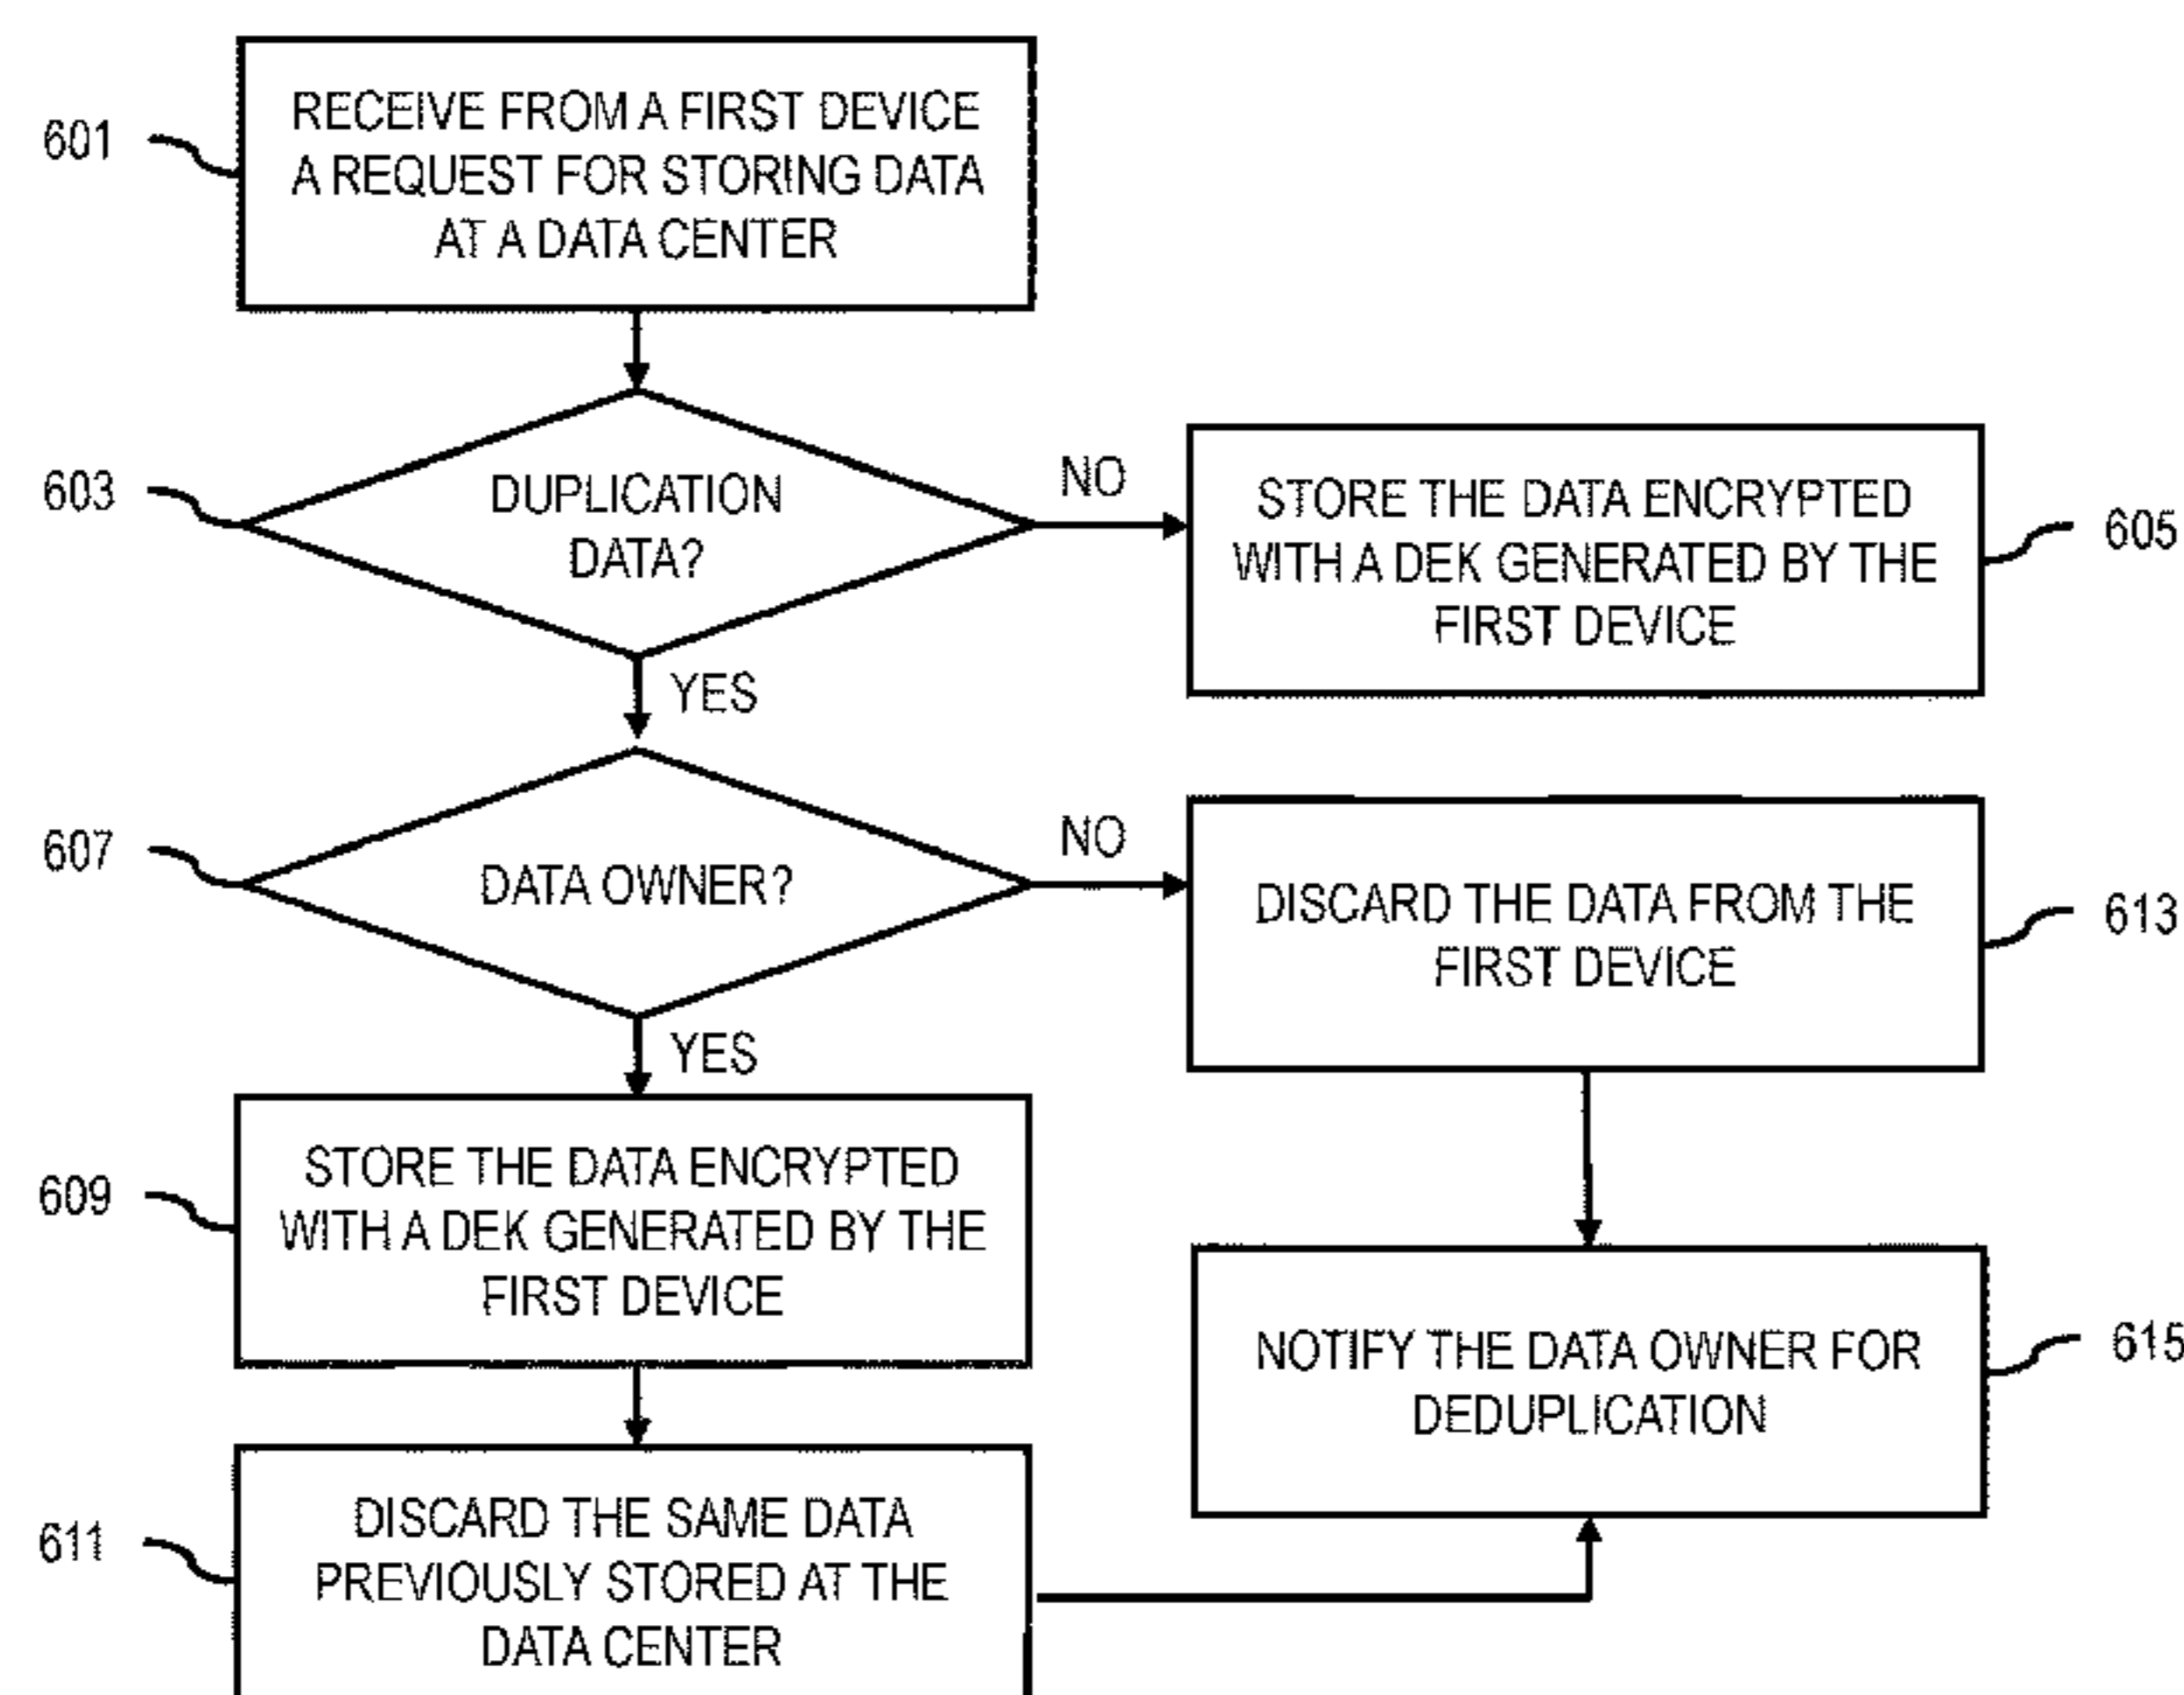 601
RECEIVE FROM A FIRST DEVICE
A REQUEST FOR STORING DATA
AT A DATA CENTER
603
DUPLICATION
DATA?
NO
STORE THE DATA ENCRYPTED
WITH A DEK GENERATED BY THE
FIRST DEVICE
605
YES
607
DATA OWNER?
NO
DISCARD THE DATA FROM THE
FIRST DEVICE
613
YES
609
STORE THE DATA ENCRYPTED
WITH A DEK GENERATED BY THE
FIRST DEVICE
NOTIFY THE DATA OWNER FOR
DEDUPLICATION
615
611
DISCARD THE SAME DATA
PREVIOUSLY STORED AT THE
DATA CENTER